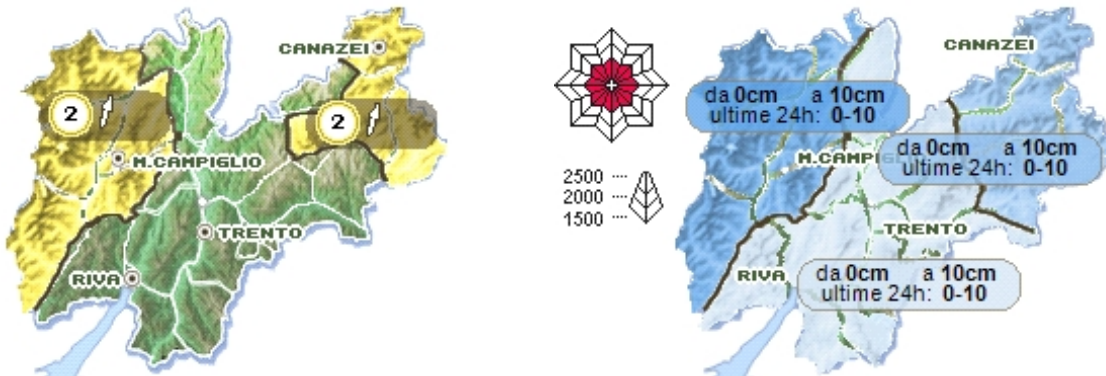 CANAZEI
2
2
M.CAMPIGLIO
TRENTO
RIVA
2500
2000
1500
CANAZEI
da 0cm a 10cm
ultime 24h: 0-10
M.CAMPIGLIO
da 0cm a 10cm
ultime 24h: 0-10
TRENTO
RIVA
da 0cm a 10cm
ultime 24h: 0-10